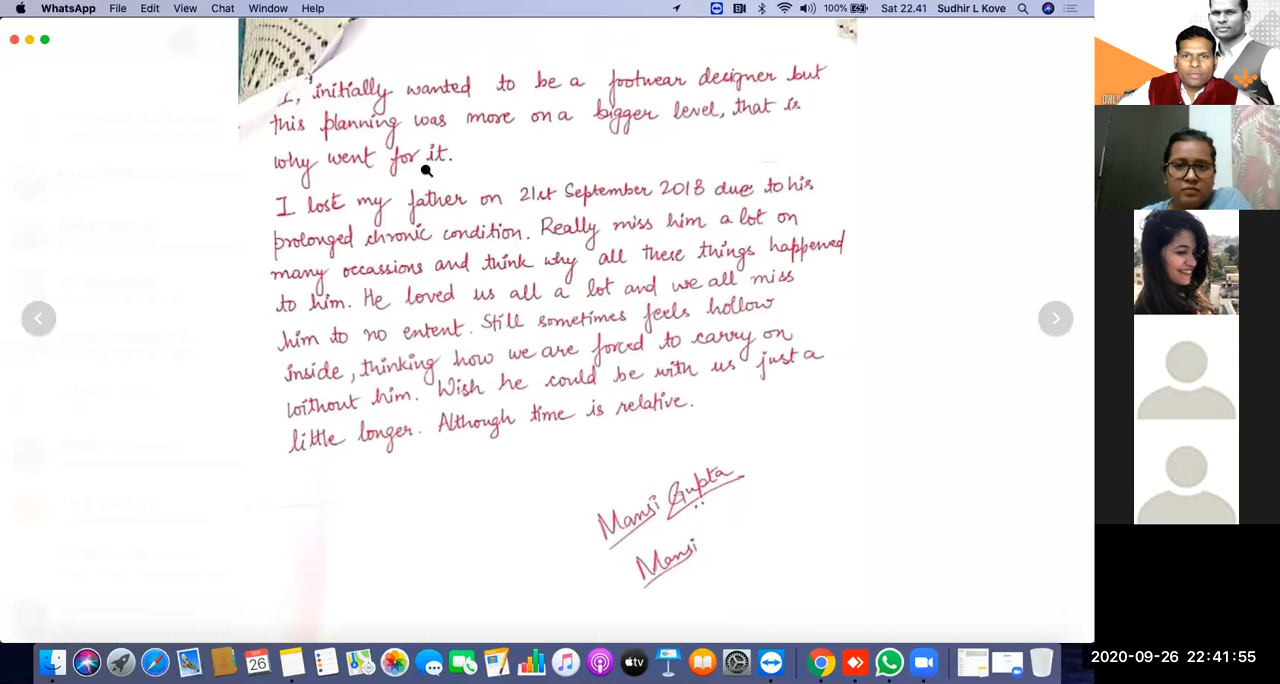 WhatsApp File Edit View Chat Window Help 100% Sat 22.41 Sudhir L Kove
I, initially wanted to be a footwear designer but
this planning was more on a bigger level, that is
why went for it.
I lost my father on 21st September 2018 due to his
prolonged chronic condition. Really miss him a lot on
many occassions and think why all these things happened
to him. He loved us all a lot and we all miss
him to no entent. Still sometimes feels hollow
inside, thinking how we are forced to carry on
without him. Wish he could be with us just a
little longer. Although time is relative.
Mansi Gupta
Mansi
SEP
26
tv
2020-09-26 22:41:55